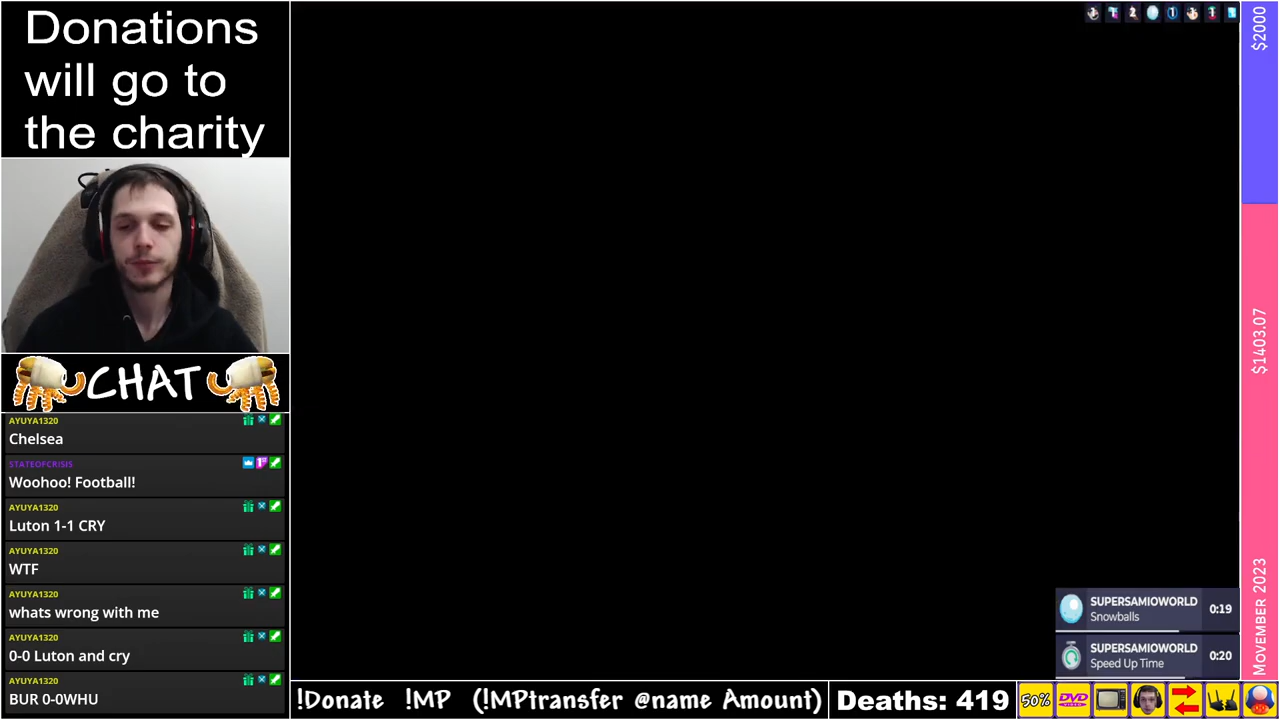 Donations
will go to
the charity
CHAT
AYUYA1320
Chelsea
STATEOFCRISIS
Woohoo! Football!
AYUYA1320
Luton 1-1 CRY
AYUYA1320
WTF
AYUYA1320
whats wrong with me
AYUYA1320
0-0 Luton and cry
AYUYA1320
BUR 0-0WHU
SUPERSAMIOWORLD
Snowballs
0:19
SUPERSAMIOWORLD
Speed Up Time
0:20
!Donate !MP (!MPtransfer @name Amount)
Deaths: 419
50%
DVD
VIDEO
$2000
$1403.07
MOVEMBER 2023